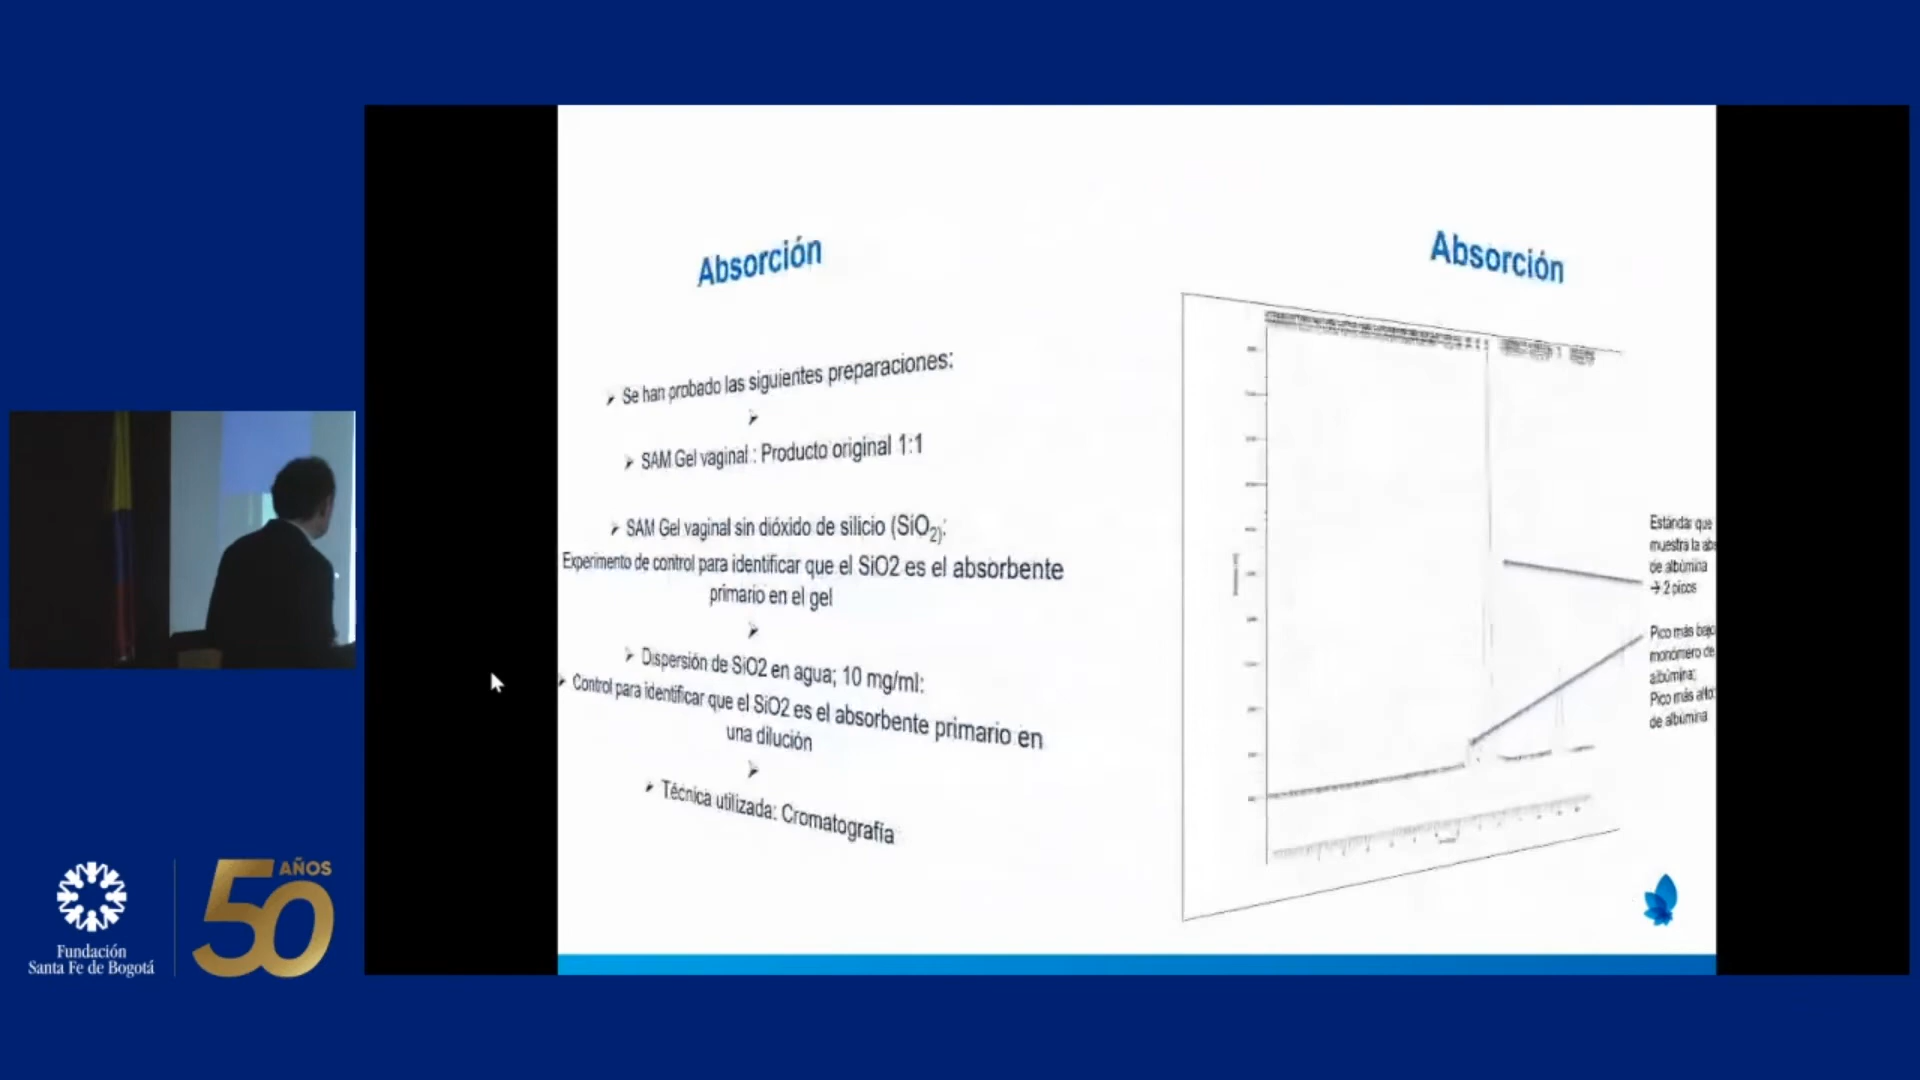 Absorción
Se han probado las siguientes preparaciones:
SAM Gel vaginal : Producto original 1:1
SAM Gel vaginal sin dióxido de silicio (SiO2):
Experimento de control para identificar que el SiO2 es el absorbente
primario en el gel
Dispersión de SiO2 en agua; 10 mg/ml:
Control para identificar que el SiO2 es el absorbente primario en
una dilución
Técnica utilizada: Cromatografía
Absorción
Estándar que
muestra la abs
de albúmina
→ 2 picos
Pico más bajo
monómero de
albúmina;
Pico más alto:
de albúmina
Fundación
Santa Fe de Bogotá
50 AÑOS